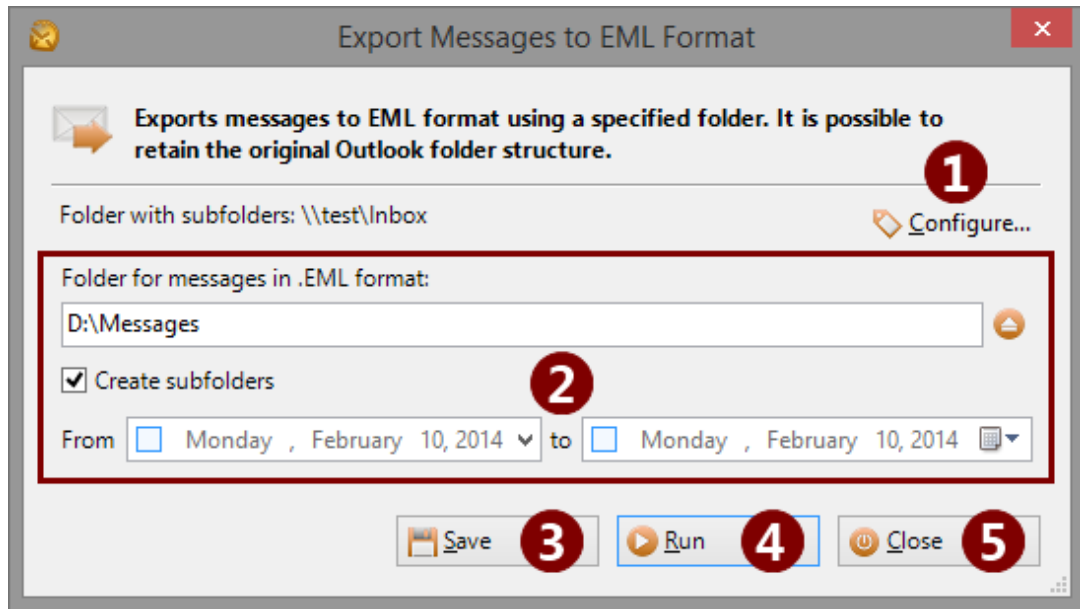 Export Messages to EML Format
Exports messages to EML format using a specified folder. It is possible to
retain the original Outlook folder structure.
1
Folder with subfolders: \\test\Inbox
Configure...
Folder for messages in .EML format:
D:\Messages
Create subfolders
2
From Monday , February 10, 2014 to Monday , February 10, 2014
Save 3 Run 4 Close 5